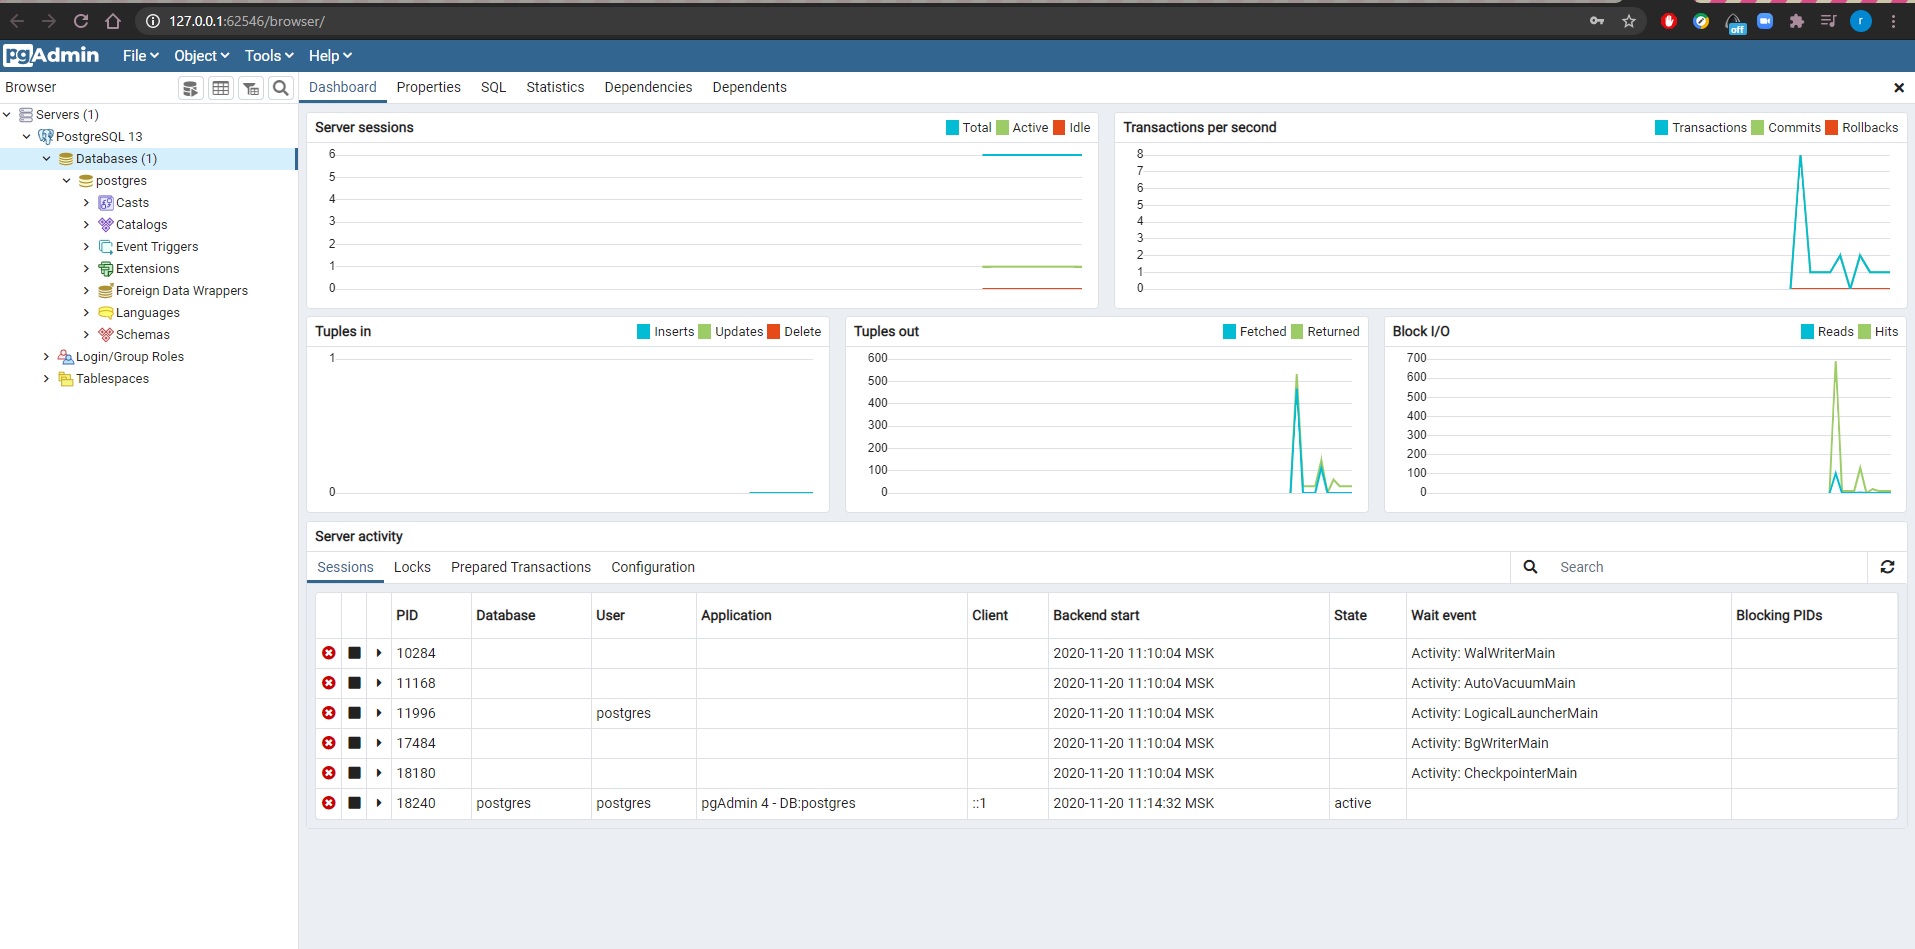 127.0.0.1:62546/browser/
off
r
pgAdmin File Object Tools Help
Browser
Dashboard Properties SQL Statistics Dependencies Dependents
Servers (1)
PostgreSQL 13
Databases (1)
postgres
Casts
Catalogs
Event Triggers
Extensions
Foreign Data Wrappers
Languages
Schemas
Login/Group Roles
Tablespaces
Server sessions Total Active Idle
6
5
4
3
2
1
0
Transactions per second Transactions Commits Rollbacks
8
7
6
5
4
3
2
1
0
Tuples in Inserts Updates Delete
1
0
Tuples out Fetched Returned
600
500
400
300
200
100
0
Block I/O Reads Hits
700
600
500
400
300
200
100
0
Server activity
Sessions Locks Prepared Transactions Configuration Search
PID Database User Application Client Backend start State Wait event Blocking PIDs
10284 2020-11-20 11:10:04 MSK Activity: WalWriterMain
11168 2020-11-20 11:10:04 MSK Activity: AutoVacuumMain
11996 postgres 2020-11-20 11:10:04 MSK Activity: LogicalLauncherMain
17484 2020-11-20 11:10:04 MSK Activity: BgWriterMain
18180 2020-11-20 11:10:04 MSK Activity: CheckpointerMain
18240 postgres postgres pgAdmin 4 - DB:postgres ::1 2020-11-20 11:14:32 MSK active